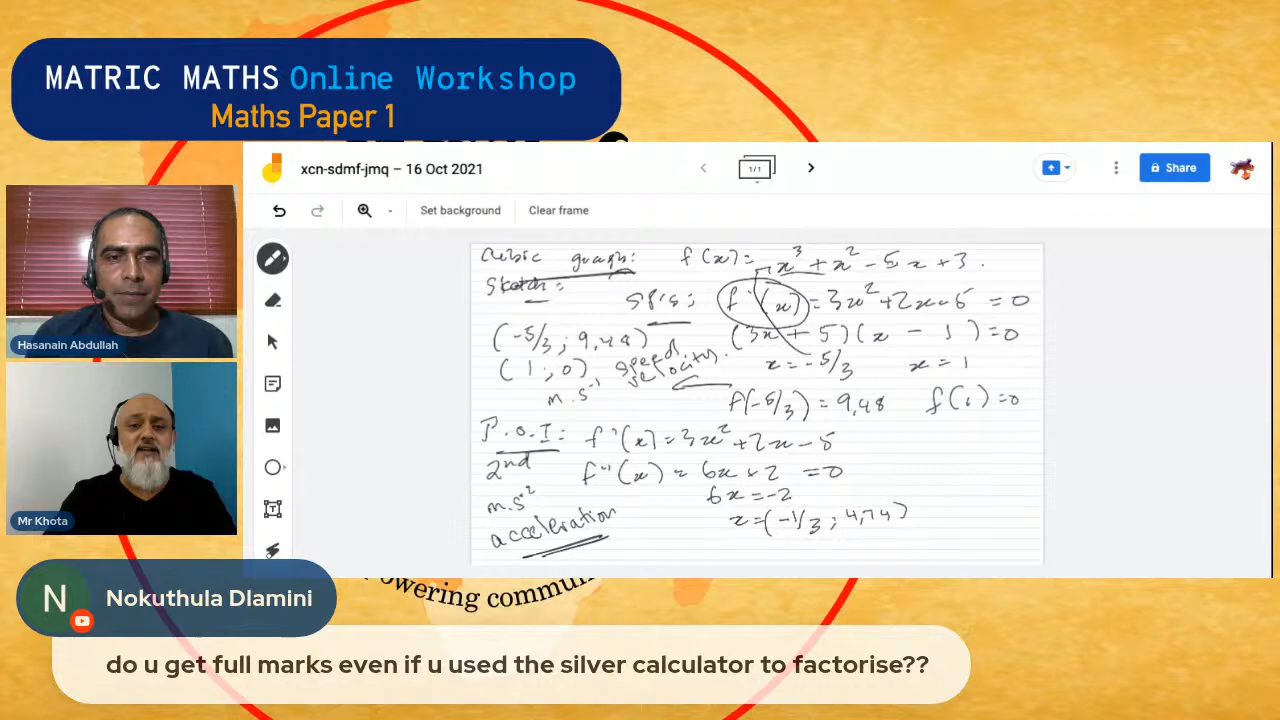 MATRIC MATHS Online Workshop
Maths Paper 1
xcn-sdmf-jmq – 16 Oct 2021
1/1
Share
Set background
Clear frame
Hasanain Abdullah
Mr Khota
Cubic graph: f(x) = x³ + x² - 5x + 3.
Sketch:
St. P's: f'(x) = 3x² + 2x - 5 = 0
(-5/3 ; 9,48) (3x + 5)(x - 1) = 0
(1 ; 0) speed x = -5/3 x = 1
velocity.
m.s⁻¹ f(-5/3) = 9,48 f(1) = 0
P.O.I: f'(x) = 3x² + 2x - 5
2nd f''(x) = 6x + 2 = 0
m.s⁻² 6x = -2
acceleration x = (-1/3 ; 4,74)
powering commun
N
Nokuthula Dlamini
do u get full marks even if u used the silver calculator to factorise??